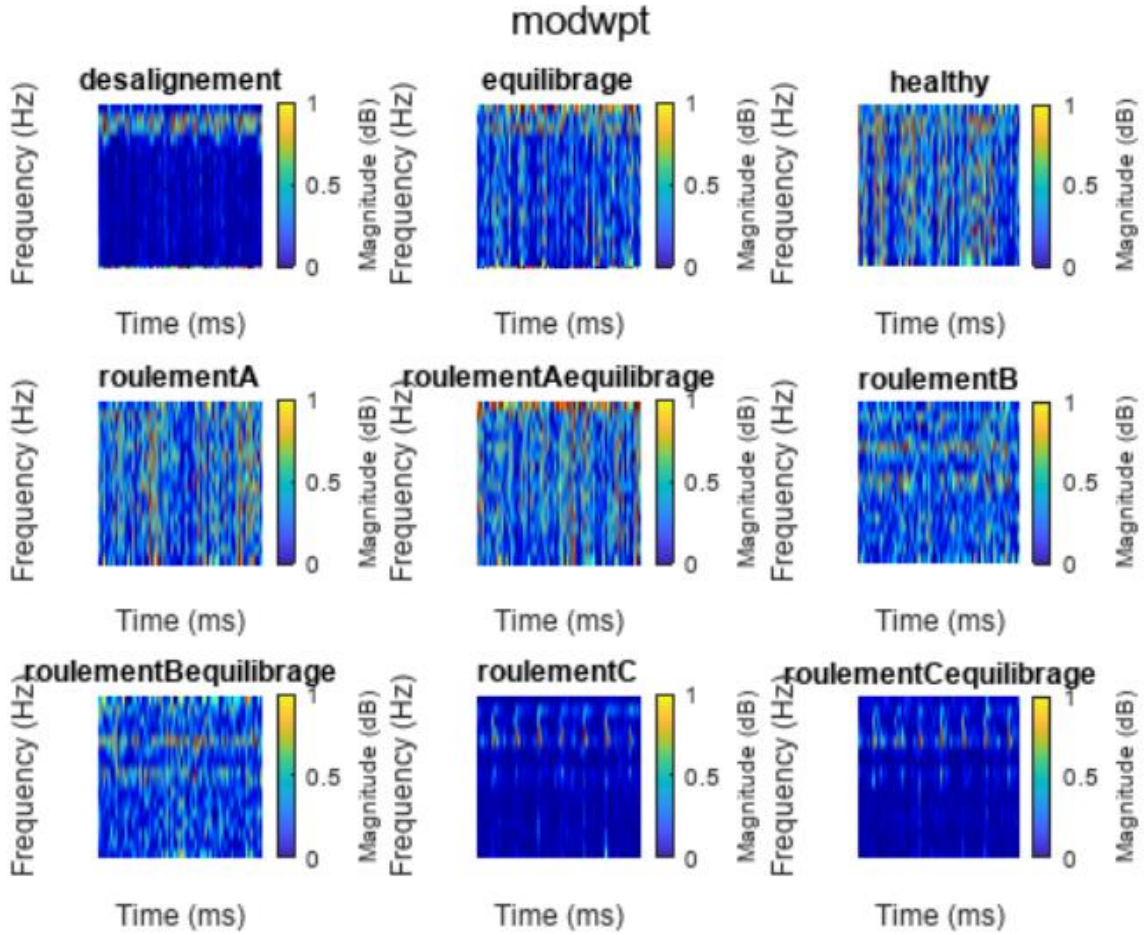 modwpt
desalignement
equilibrage
healthy
Frequency (Hz)
1
0.5
0
Magnitude (dB)
Time (ms)
Frequency (Hz)
1
0.5
0
Magnitude (dB)
Time (ms)
Frequency (Hz)
1
0.5
0
Magnitude (dB)
Time (ms)
roulementA
roulementAequilibrage
roulementB
Frequency (Hz)
1
0.5
0
Magnitude (dB)
Time (ms)
Frequency (Hz)
1
0.5
0
Magnitude (dB)
Time (ms)
Frequency (Hz)
1
0.5
0
Magnitude (dB)
Time (ms)
roulementBequilibrage
roulementC
roulementCequilibrage
Frequency (Hz)
1
0.5
0
Magnitude (dB)
Time (ms)
Frequency (Hz)
1
0.5
0
Magnitude (dB)
Time (ms)
Frequency (Hz)
1
0.5
0
Magnitude (dB)
Time (ms)